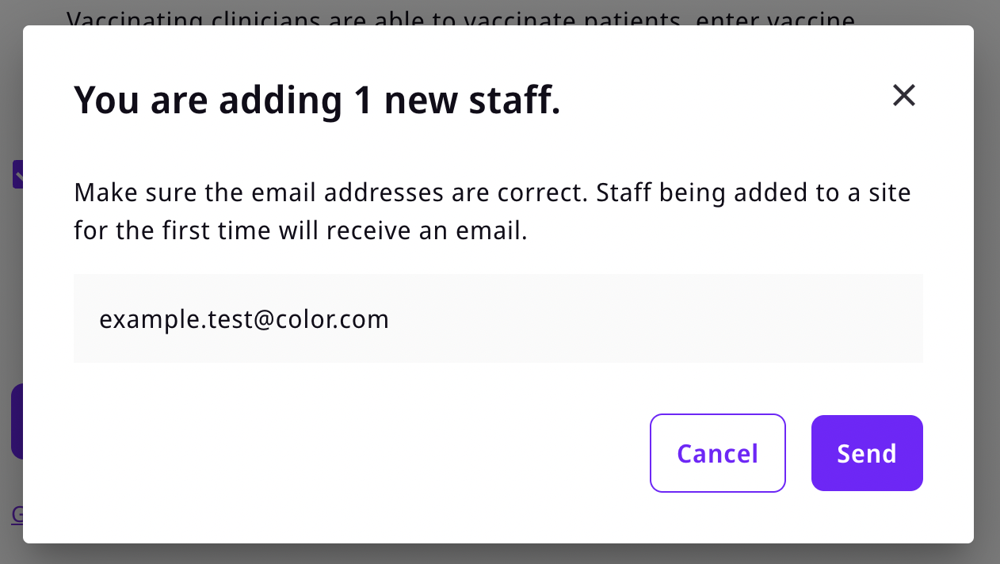 Vaccinating clinicians are able to vaccinate patients, enter vaccine
You are adding 1 new staff.
Make sure the email addresses are correct. Staff being added to a site
for the first time will receive an email.
example.test@color.com
Cancel
Send
G